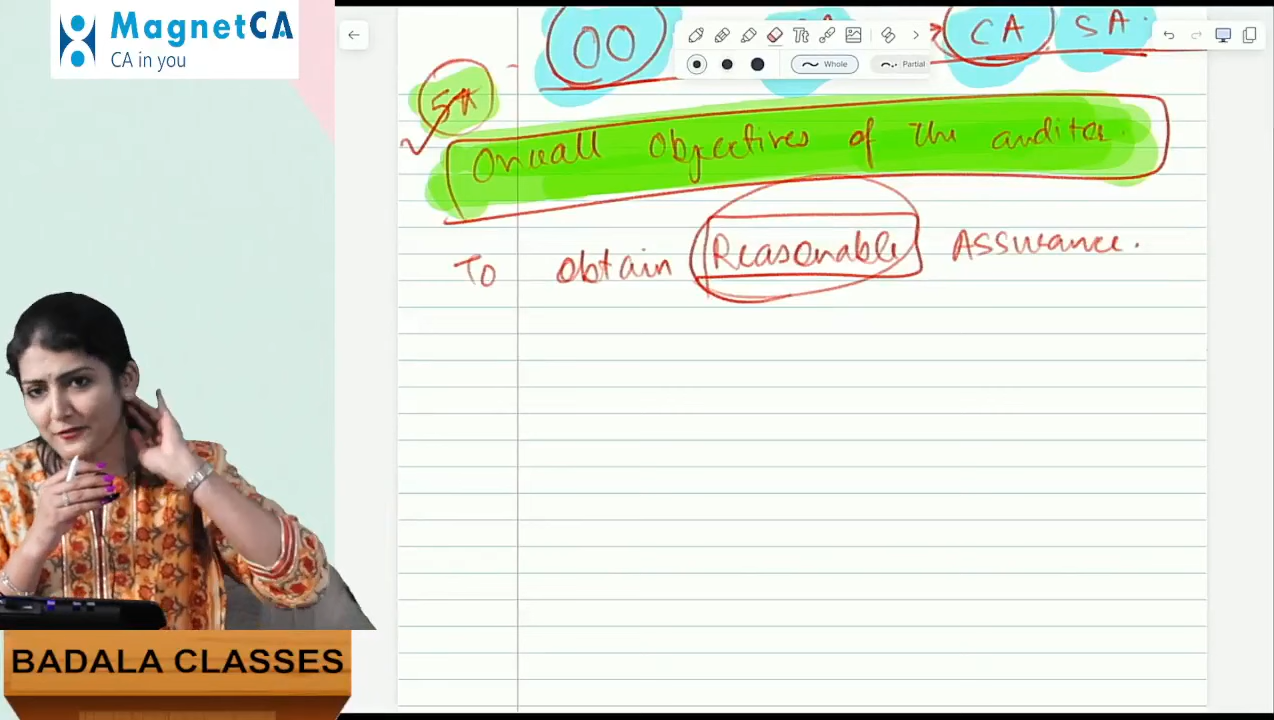 MagnetCA
CA in you
OO
CA SA
Tt
Whole Partial
SA
Overall Objectives of the auditor.
To obtain Reasonable Assurance.
BADALA CLASSES